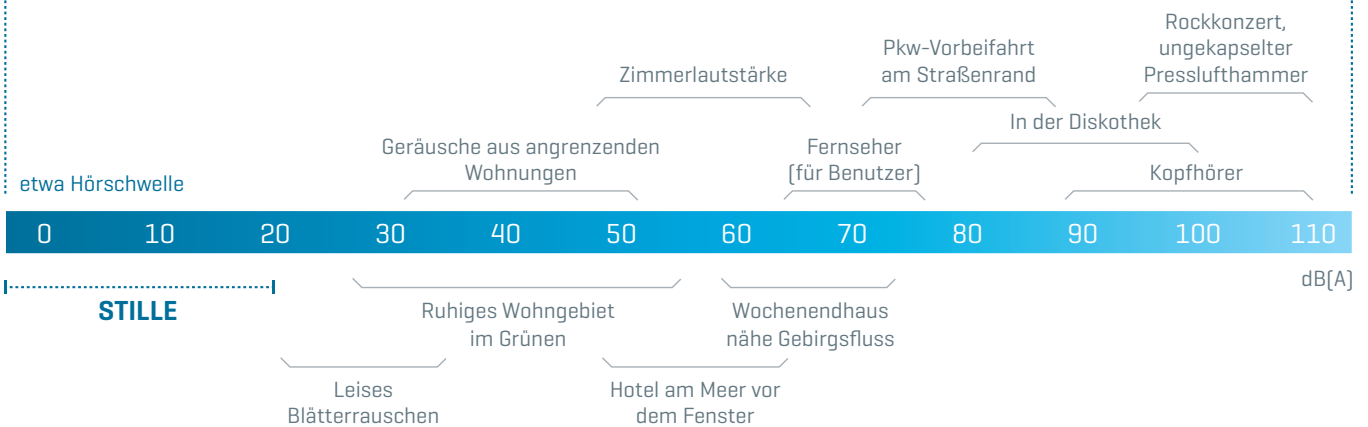 Rockkonzert,
ungekapselter
Presslufthammer
Pkw-Vorbeifahrt
am Straßenrand
Zimmerlautstärke
In der Diskothek
Geräusche aus angrenzenden
Wohnungen
Fernseher
(für Benutzer)
Kopfhörer
etwa Hörschwelle
0 10 20 30 40 50 60 70 80 90 100 110
dB(A)
STILLE
Ruhiges Wohngebiet
im Grünen
Wochenendhaus
nähe Gebirgsfluss
Leises
Blätterrauschen
Hotel am Meer vor
dem Fenster